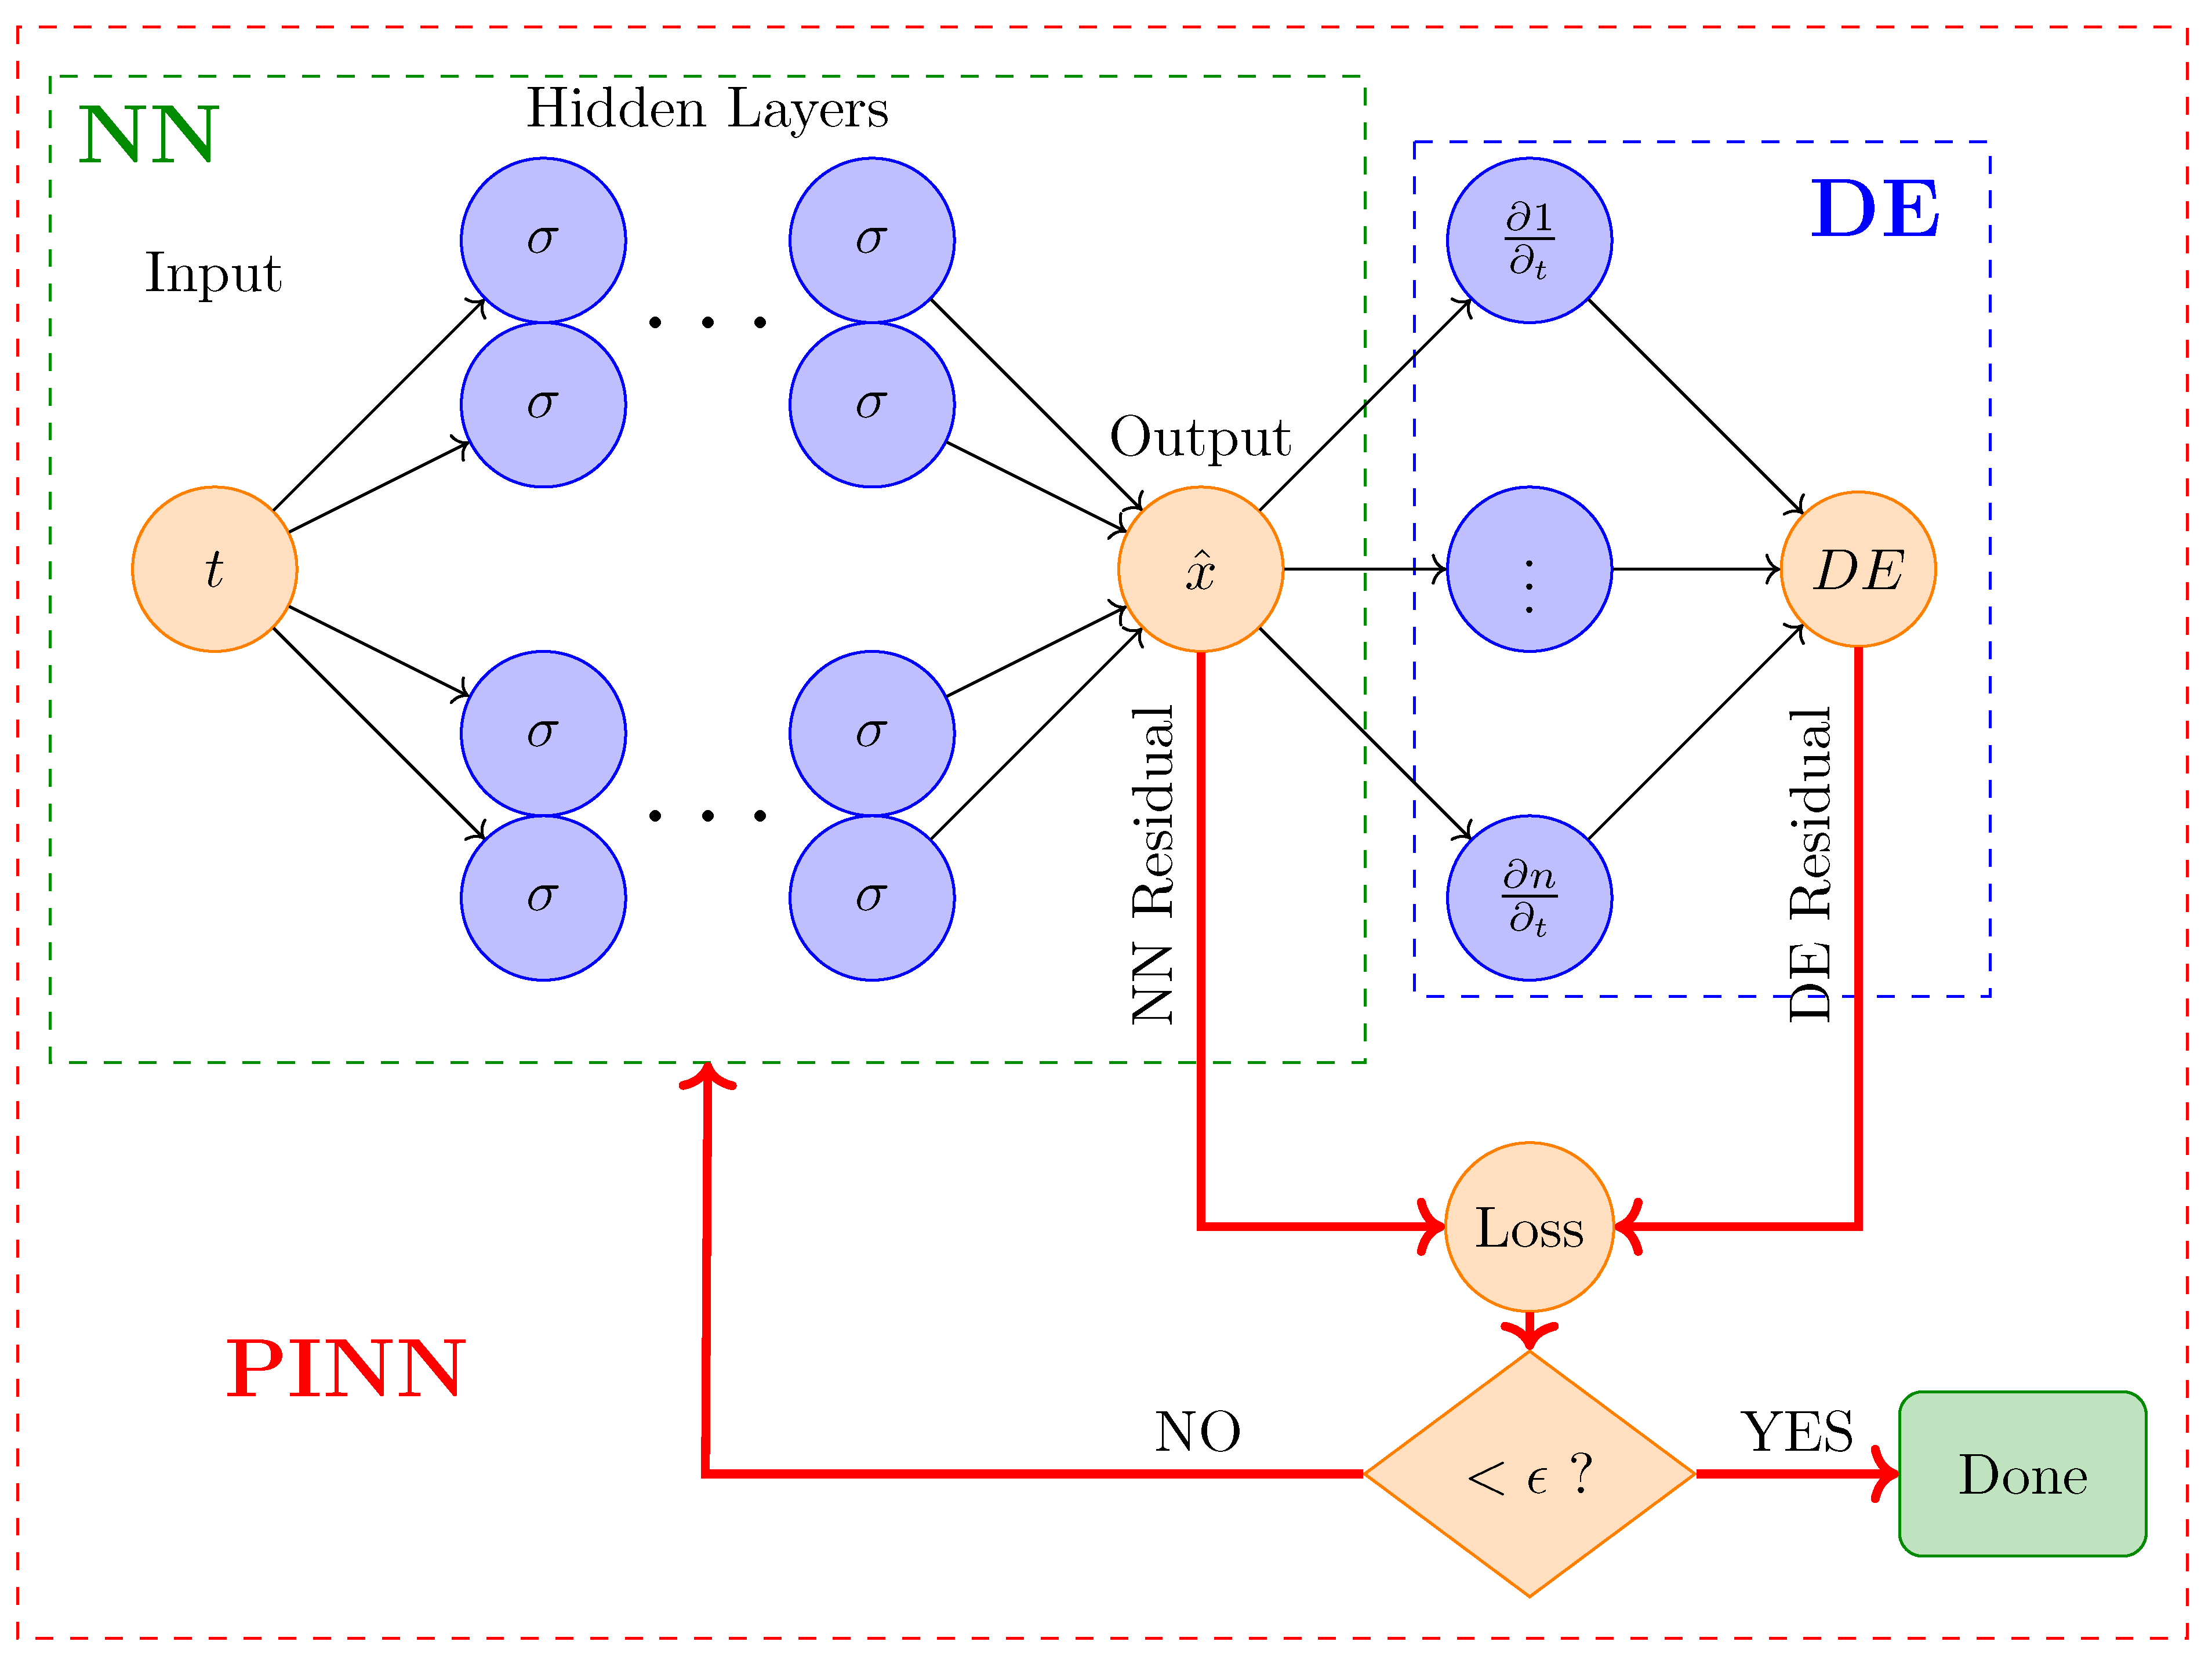 NN
Hidden Layers
DE
Input
σ
σ
∂1
∂t
σ
σ
Output
t
x̂
⋮
DE
σ
σ
NN Residual
DE Residual
σ
σ
∂n
∂t
Loss
PINN
NO
< ϵ ?
YES
Done